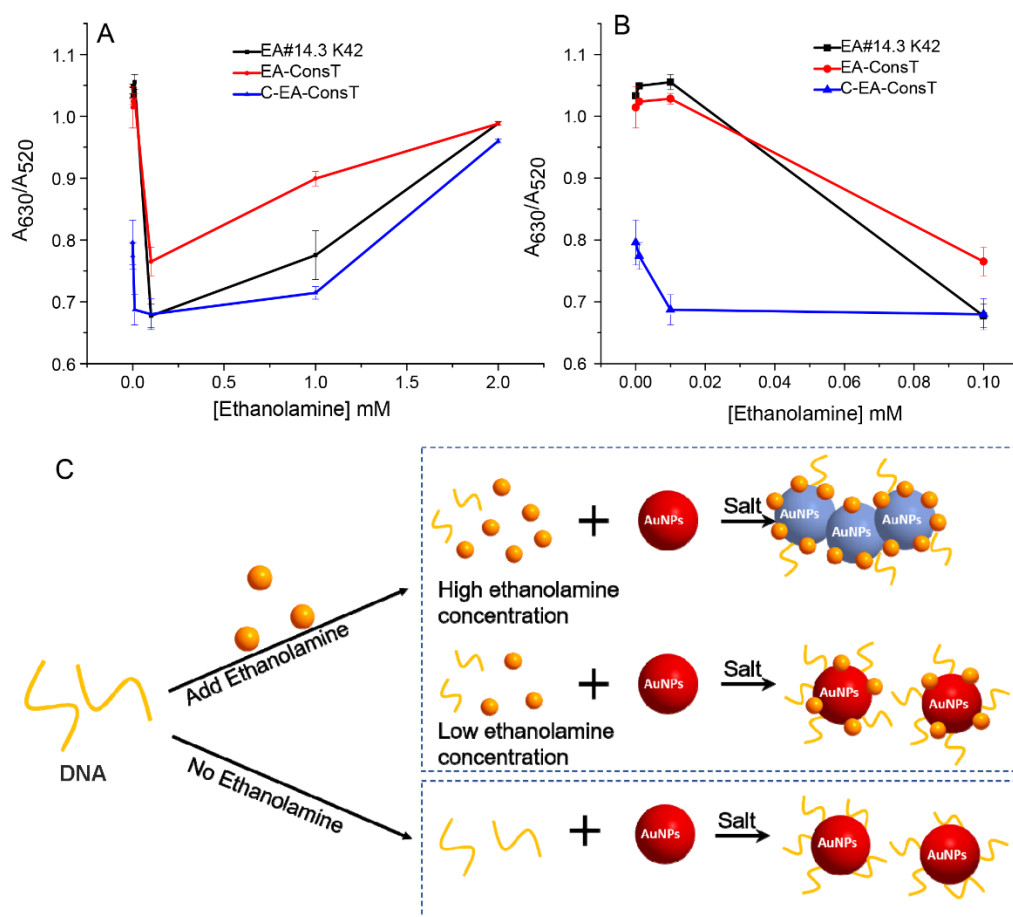 A
EA#14.3 K42
EA-ConsT
C-EA-ConsT
1.1
1.0
0.9
0.8
0.7
0.6
A630/A520
0.0
0.5
1.0
1.5
2.0
[Ethanolamine] mM
B
EA#14.3 K42
EA-ConsT
C-EA-ConsT
1.1
1.0
0.9
0.8
0.7
0.6
A630/A520
0.00
0.02
0.04
0.06
0.08
0.10
[Ethanolamine] mM
C
DNA
Add Ethanolamine
No Ethanolamine
+
AuNPs
Salt
AuNPs
AuNPs
AuNPs
High ethanolamine
concentration
+
AuNPs
Salt
AuNPs
AuNPs
Low ethanolamine
concentration
+
AuNPs
Salt
AuNPs
AuNPs